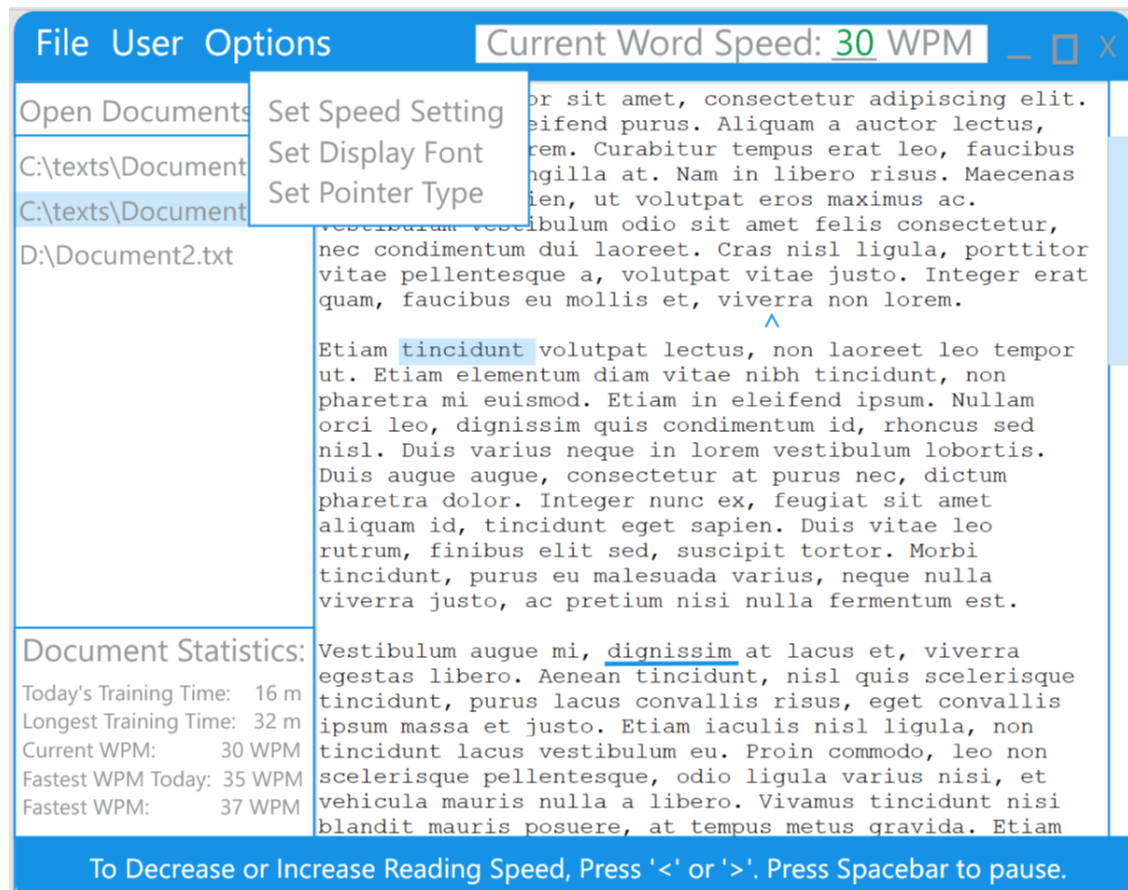 File User Options
Current Word Speed: 30 WPM
X
Set Speed Setting
Set Display Font
Set Pointer Type
Open Documents
C:\texts\Document
C:\texts\Document
D:\Document2.txt
Document Statistics:
Today's Training Time: 16 m
Longest Training Time: 32 m
Current WPM: 30 WPM
Fastest WPM Today: 35 WPM
Fastest WPM: 37 WPM
sit amet, consectetur adipiscing elit.
purus. Aliquam a auctor lectus,
Curabitur tempus erat leo, faucibus
at. Nam in libero risus. Maecenas
ut volutpat eros maximus ac.
odio sit amet felis consectetur,
nec condimentum dui laoreet. Cras nisl ligula, porttitor
vitae pellentesque a, volutpat vitae justo. Integer erat
quam, faucibus eu mollis et, viverra non lorem.
^
Etiam tincidunt volutpat lectus, non laoreet leo tempor
ut. Etiam elementum diam vitae nibh tincidunt, non
pharetra mi euismod. Etiam in eleifend ipsum. Nullam
orci leo, dignissim quis condimentum id, rhoncus sed
nisl. Duis varius neque in lorem vestibulum lobortis.
Duis augue augue, consectetur at purus nec, dictum
pharetra dolor. Integer nunc ex, feugiat sit amet
aliquam id, tincidunt eget sapien. Duis vitae leo
rutrum, finibus elit sed, suscipit tortor. Morbi
tincidunt, purus eu malesuada varius, neque nulla
viverra justo, ac pretium nisi nulla fermentum est.
Vestibulum augue mi, dignissim at lacus et, viverra
egestas libero. Aenean tincidunt, nisl quis scelerisque
tincidunt, purus lacus convallis risus, eget convallis
ipsum massa et justo. Etiam iaculis nisl ligula, non
tincidunt lacus vestibulum eu. Proin commodo, leo non
scelerisque pellentesque, odio ligula varius nisi, et
vehicula mauris nulla a libero. Vivamus tincidunt nisi
blandit mauris posuere, at tempus metus gravida. Etiam
To Decrease or Increase Reading Speed, Press '<' or '>'. Press Spacebar to pause.